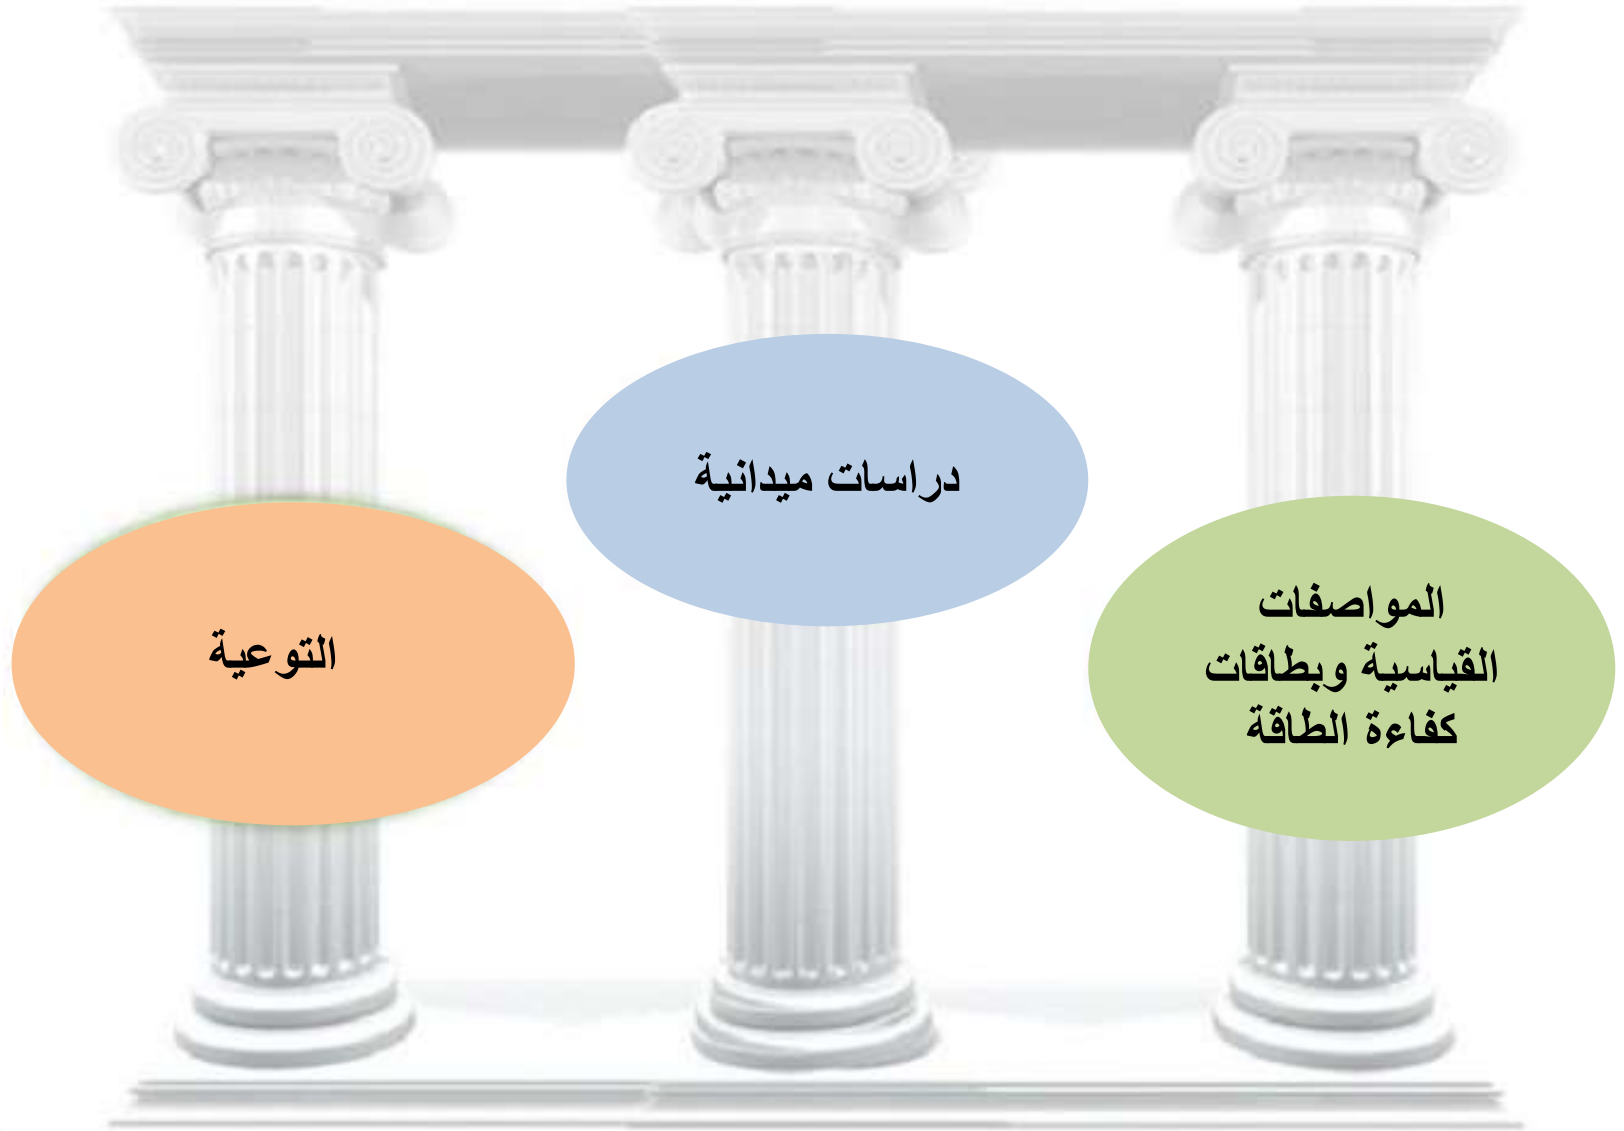 المواصفات
القياسية وبطاقات
كفاءة الطاقة
دراسات ميدانية
التوعية